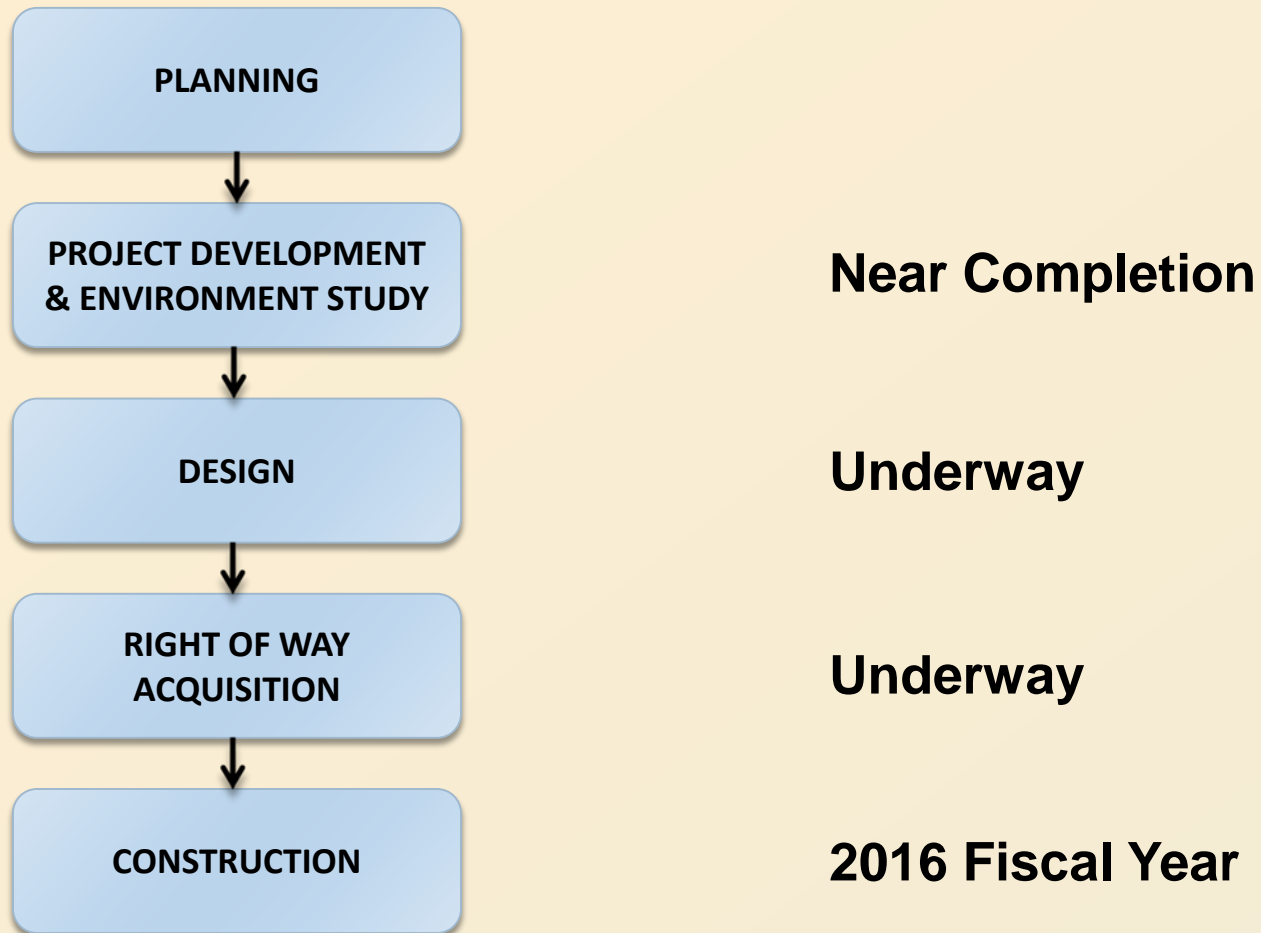 PLANNING
PROJECT DEVELOPMENT
& ENVIRONMENT STUDY
Near Completion
DESIGN
Underway
RIGHT OF WAY
ACQUISITION
Underway
CONSTRUCTION
2016 Fiscal Year